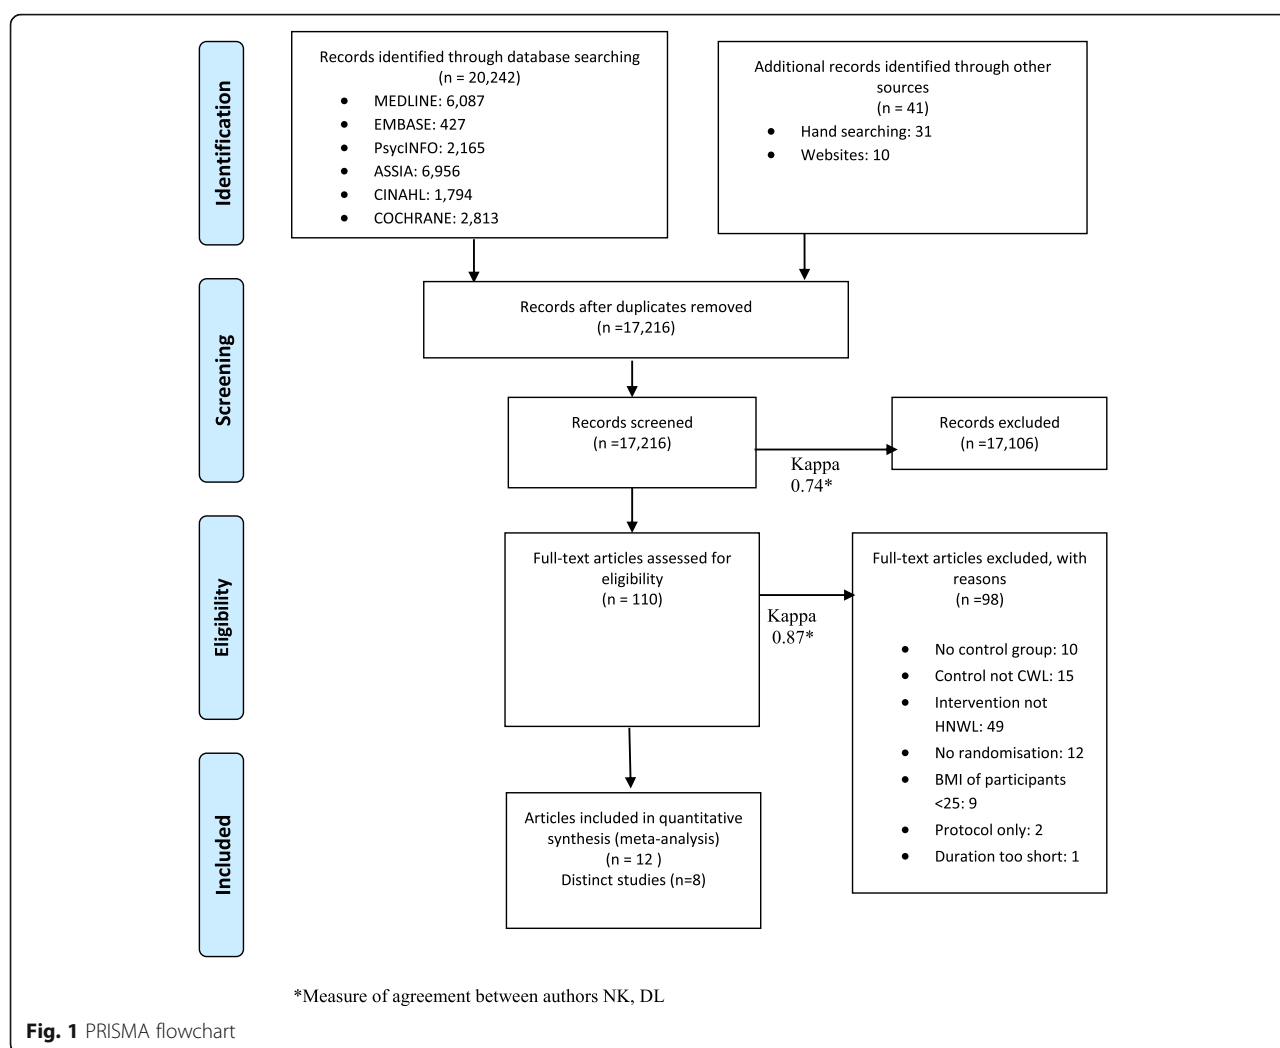 Identification
Records identified through database searching
(n = 20,242)
● MEDLINE: 6,087
● EMBASE: 427
● PsycINFO: 2,165
● ASSIA: 6,956
● CINAHL: 1,794
● COCHRANE: 2,813
Additional records identified through other
sources
(n = 41)
● Hand searching: 31
● Websites: 10
Screening
Records after duplicates removed
(n =17,216)
Records screened
(n =17,216)
Kappa
0.74*
Records excluded
(n =17,106)
Eligibility
Full-text articles assessed for
eligibility
(n = 110)
Kappa
0.87*
Full-text articles excluded, with
reasons
(n =98)
● No control group: 10
● Control not CWL: 15
● Intervention not
HNWL: 49
● No randomisation: 12
● BMI of participants
<25: 9
● Protocol only: 2
● Duration too short: 1
Included
Articles included in quantitative
synthesis (meta-analysis)
(n = 12 )
Distinct studies (n=8)
*Measure of agreement between authors NK, DL
Fig. 1 PRISMA flowchart